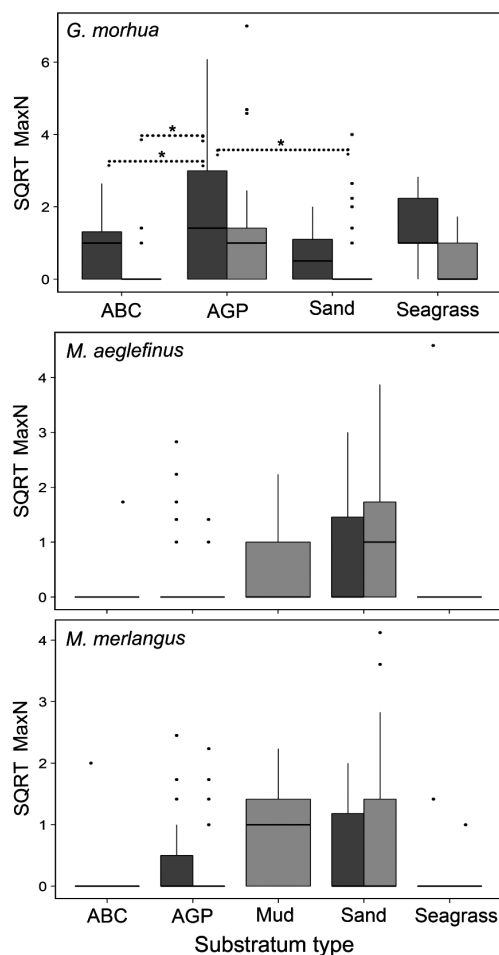 G. morhua
SQRT MaxN
6
4
2
0
*
*
*
ABC
AGP
Sand
Seagrass
M. aeglefinus
SQRT MaxN
4
3
2
1
0
M. merlangus
SQRT MaxN
4
3
2
1
0
ABC
AGP
Mud
Sand
Seagrass
Substratum type